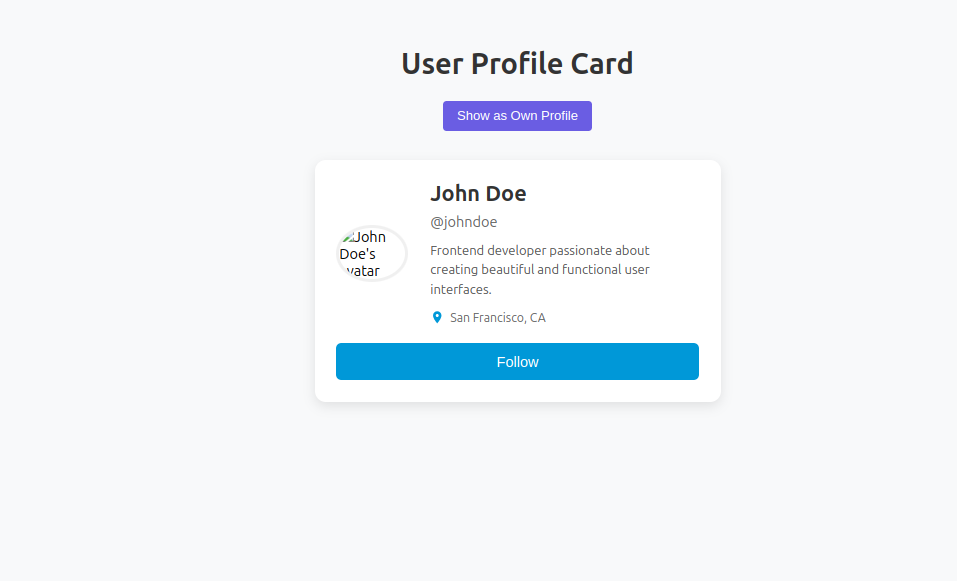 User Profile Card
Show as Own Profile
John Doe
@johndoe
John
Doe's
vatar
Frontend developer passionate about
creating beautiful and functional user
interfaces.
San Francisco, CA
Follow